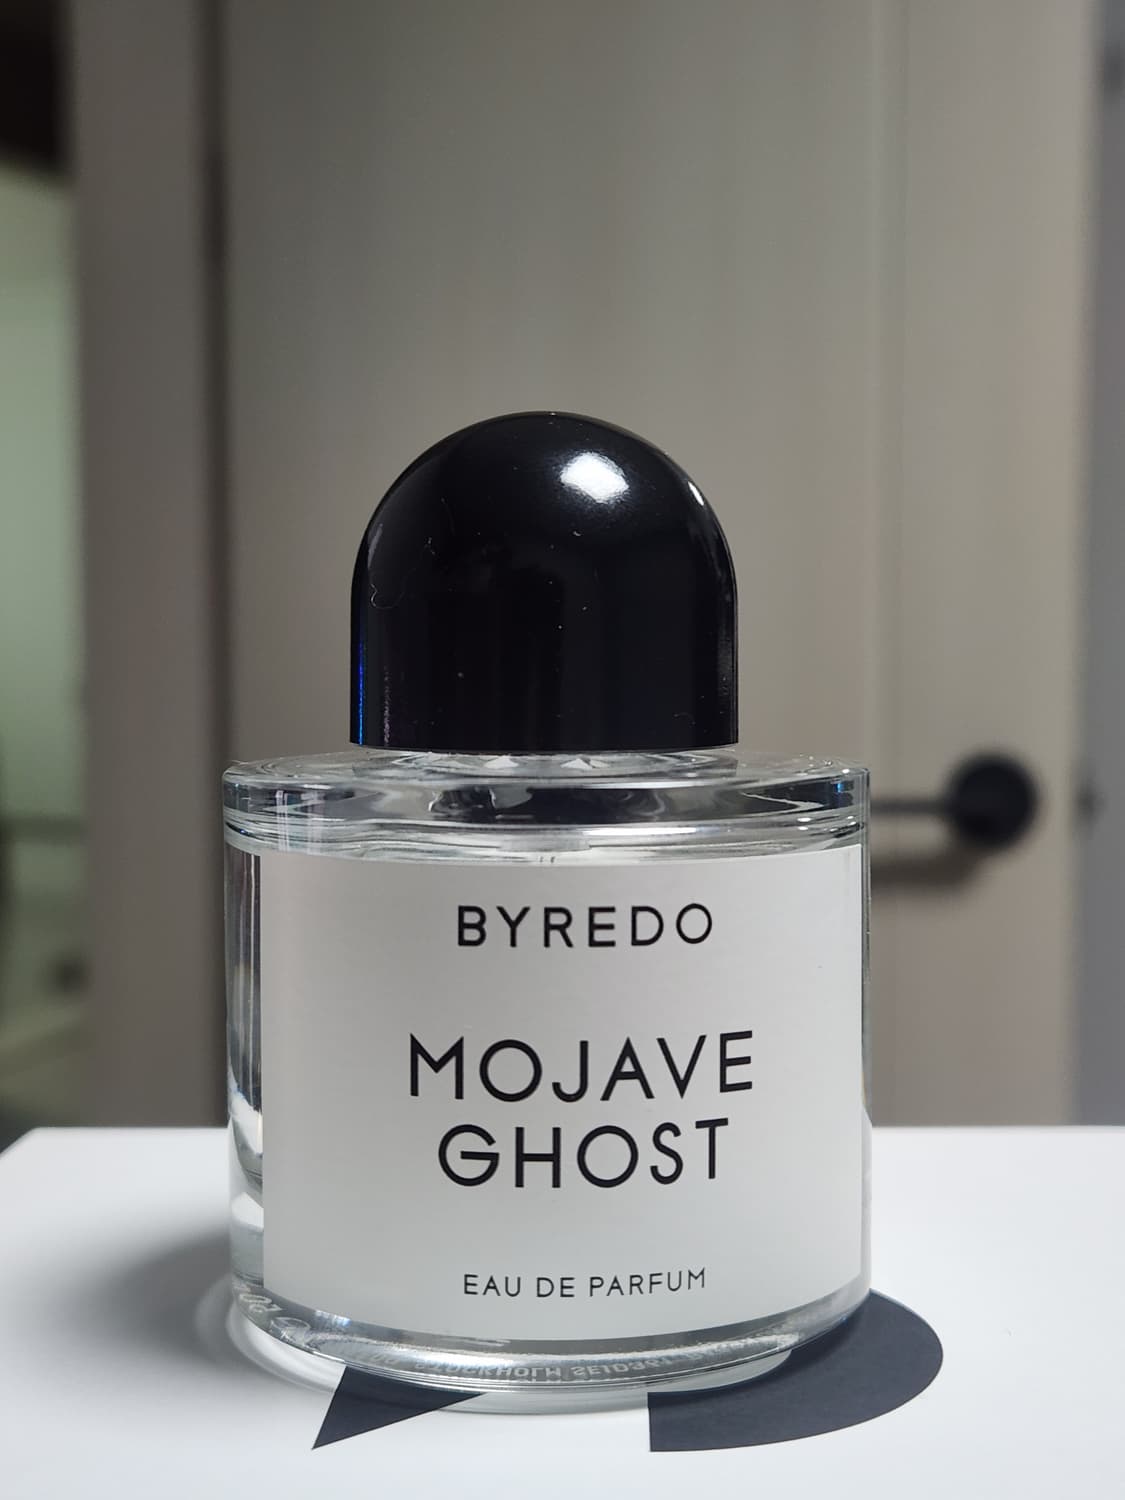 BYREDO
MOJAVE
GHOST
EAU DE PARFUM